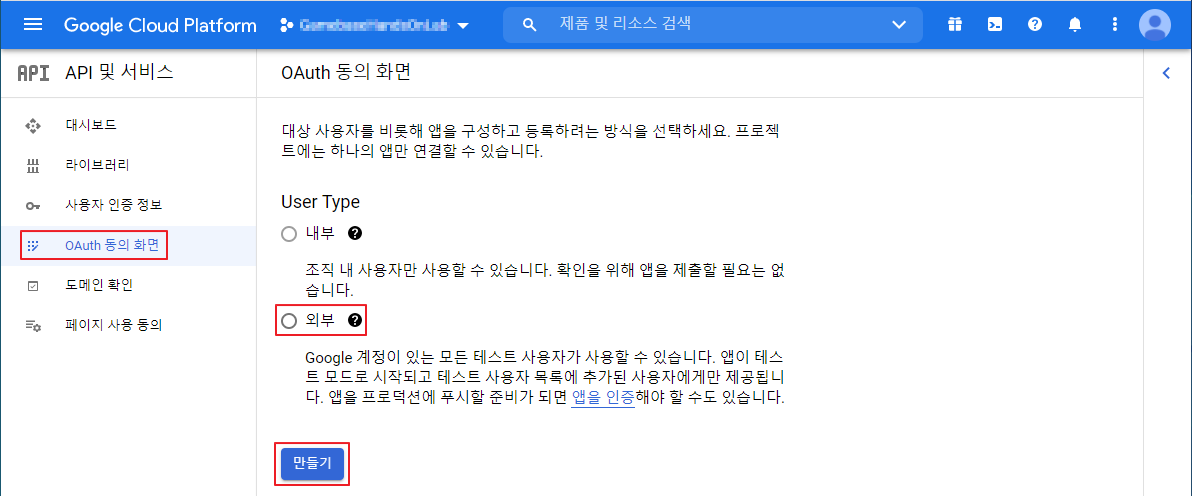 Google Cloud Platform
제품 및 리소스 검색
API API 및 서비스
OAuth 동의 화면
대시보드
라이브러리
사용자 인증 정보
OAuth 동의 화면
도메인 확인
페이지 사용 동의
대상 사용자를 비롯해 앱을 구성하고 등록하려는 방식을 선택하세요. 프로젝
트에는 하나의 앱만 연결할 수 있습니다.
User Type
내부
조직 내 사용자만 사용할 수 있습니다. 확인을 위해 앱을 제출할 필요는 없
습니다.
외부
Google 계정이 있는 모든 테스트 사용자가 사용할 수 있습니다. 앱이 테스
트 모드로 시작되고 테스트 사용자 목록에 추가된 사용자에게만 제공됩니
다. 앱을 프로덕션에 푸시할 준비가 되면 앱을 인증해야 할 수도 있습니다.
만들기